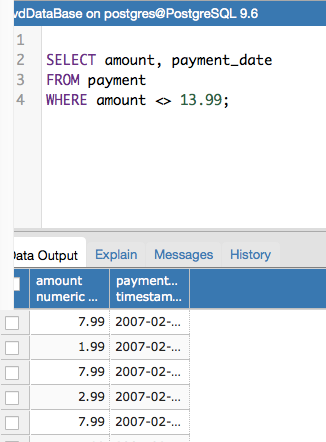 vdDataBase on postgres@PostgreSQL 9.6
1
2 SELECT amount, payment_date
3 FROM payment
4 WHERE amount <> 13.99;
Data Output Explain Messages History
amount payment...
numeric ... timestam...
7.99 2007-02-...
1.99 2007-02-...
7.99 2007-02-...
2.99 2007-02-...
7.99 2007-02-...